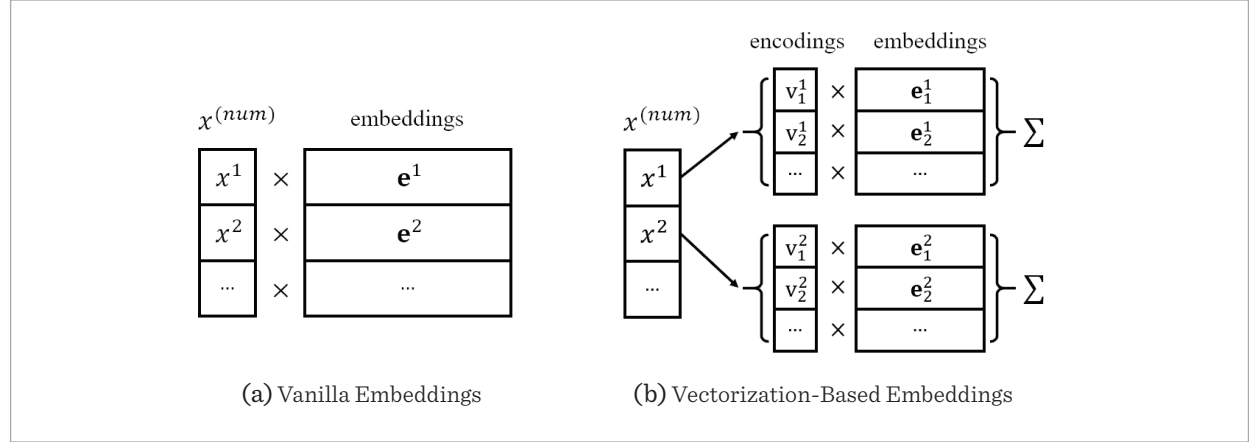 x^(num) embeddings
x^1 × e^1
x^2 × e^2
... × ...
(a) Vanilla Embeddings
encodings embeddings
x^(num)
x^1
x^2
...
v_1^1 × e_1^1
v_2^1 × e_2^1
... × ...
∑
v_1^2 × e_1^2
v_2^2 × e_2^2
... × ...
∑
(b) Vectorization-Based Embeddings